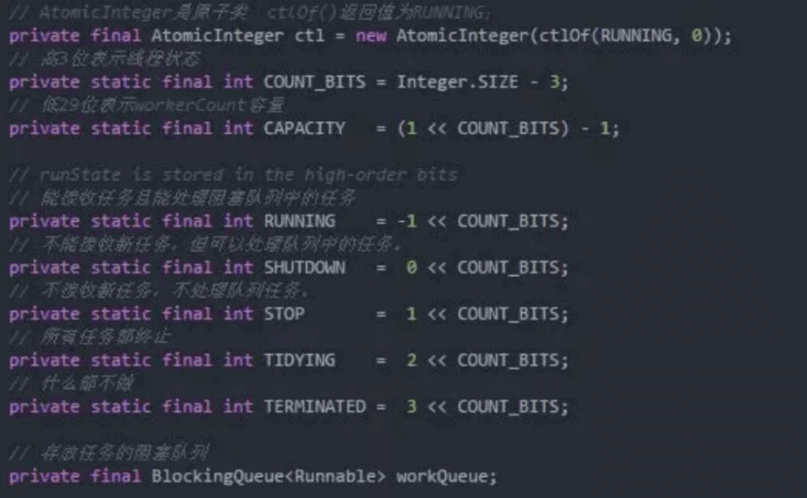 // AtomicInteger是原子类  ctlOf()返回值为RUNNING;
private final AtomicInteger ctl = new AtomicInteger(ctlOf(RUNNING, 0));
// 高3位表示线程状态
private static final int COUNT_BITS = Integer.SIZE - 3;
// 低29位表示workerCount容量
private static final int CAPACITY   = (1 << COUNT_BITS) - 1;
// runState is stored in the high-order bits
// 能接收任务且能处理阻塞队列中的任务
private static final int RUNNING    = -1 << COUNT_BITS;
// 不能接收新任务，但可以处理队列中的任务。
private static final int SHUTDOWN   =  0 << COUNT_BITS;
// 不接收新任务，不处理队列任务。
private static final int STOP       =  1 << COUNT_BITS;
// 所有任务都终止
private static final int TIDYING    =  2 << COUNT_BITS;
// 什么都不做
private static final int TERMINATED =  3 << COUNT_BITS;
// 存放任务的阻塞队列
private final BlockingQueue<Runnable> workQueue;